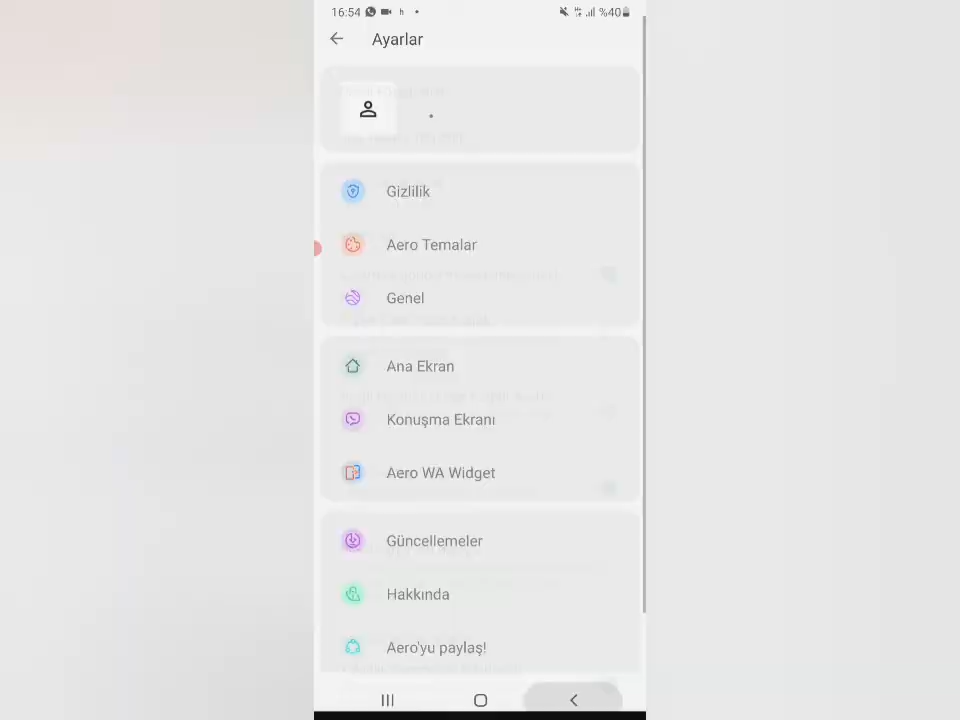 16:54 h %40
Ayarlar
Gizlilik
Aero Temalar
Genel
Ana Ekran
Konuşma Ekranı
Aero WA Widget
Güncellemeler
Hakkında
Aero'yu paylaş!